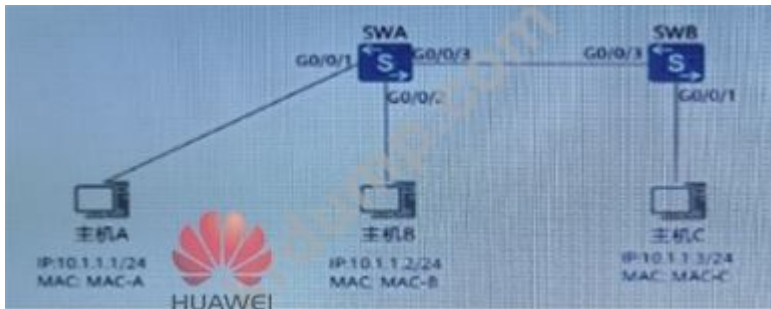 SWA
SWB
G0/0/1
G0/0/3
G0/0/3
S
S
G0/0/2
G0/0/1
主机A
主机B
主机C
IP:10.1.1.1/24
IP:10.1.1.2/24
IP:10.1.1.3/24
MAC: MAC-A
MAC: MAC-B
MAC: MAC-C
HUAWEI